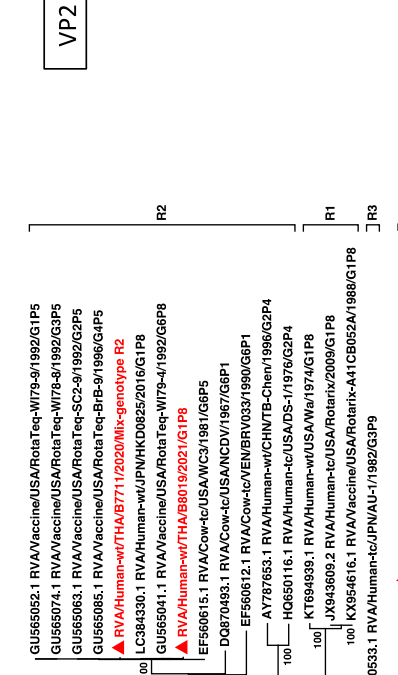 VP2
GU565052.1 RVA/Vaccine/USA/RotaTeq-WI79-9/1992/G1P5
GU565074.1 RVA/Vaccine/USA/RotaTeq-WI78-8/1992/G3P5
GU565063.1 RVA/Vaccine/USA/RotaTeq-SC2-9/1992/G2P5
GU565085.1 RVA/Vaccine/USA/RotaTeq-BrB-9/1996/G4P5
RVA/Human-wt/THA/B7711/2020/Mix-genotype R2
LC384330.1 RVA/Human-wt/JPN/HKD0825/2016/G1P8
GU565041.1 RVA/Vaccine/USA/RotaTeq-WI79-4/1992/G6P8
RVA/Human-wt/THA/B8019/2021/G1P8
EF560615.1 RVA/Cow-tc/USA/WC3/1981/G6P5
DQ870493.1 RVA/Cow-tc/USA/NCDV/1967/G6P1
EF560612.1 RVA/Cow-tc/VEN/BRV033/1990/G6P1
AY787653.1 RVA/Human-wt/CHN/TB-Chen/1996/G2P4
HQ650116.1 RVA/Human-tc/USA/DS-1/1976/G2P4
KT694939.1 RVA/Human-wt/USA/Wa/1974/G1P8
JX943609.2 RVA/Human-tc/USA/Rotarix/2009/G1P8
KX954616.1 RVA/Vaccine/USA/Rotarix-A41CB052A/1988/G1P8
0533.1 RVA/Human-tc/JPN/AU-1/1982/G3P9
R2
R1
R3
00
100
100
100